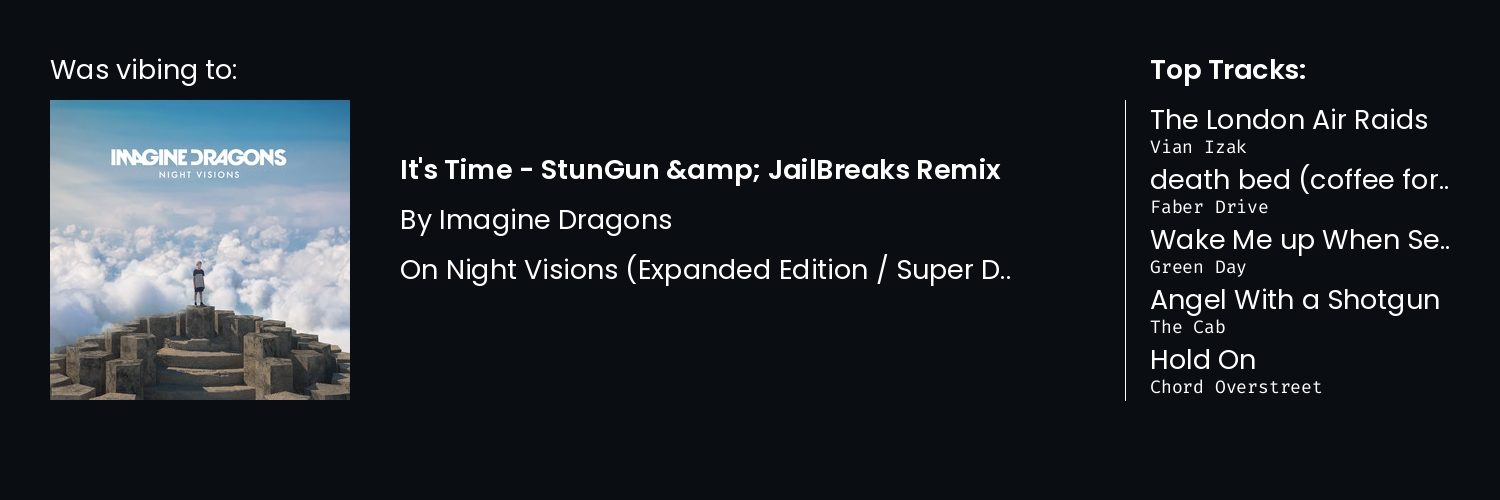 Was vibing to:
IMAGINE DRAGONS
NIGHT VISIONS
It's Time - StunGun &amp; JailBreaks Remix
By Imagine Dragons
On Night Visions (Expanded Edition / Super D..
Top Tracks:
The London Air Raids
Vian Izak
death bed (coffee for..
Faber Drive
Wake Me up When Se..
Green Day
Angel With a Shotgun
The Cab
Hold On
Chord Overstreet